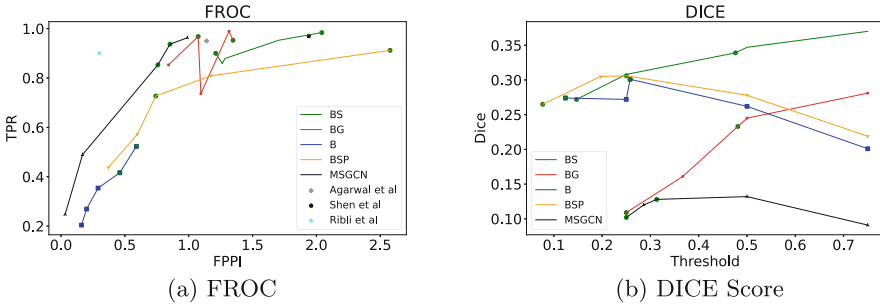 FROC
1.0
0.8
0.6
0.4
0.2
TPR
0.0
0.5
1.0
1.5
2.0
2.5
FPPI
BS
BG
B
BSP
MSGCN
Agarwal et al
Shen et al
Ribli et al
(a) FROC
DICE
0.35
0.30
0.25
0.20
0.15
0.10
Dice
0.1
0.2
0.3
0.4
0.5
0.6
0.7
Threshold
BS
BG
B
BSP
MSGCN
(b) DICE Score